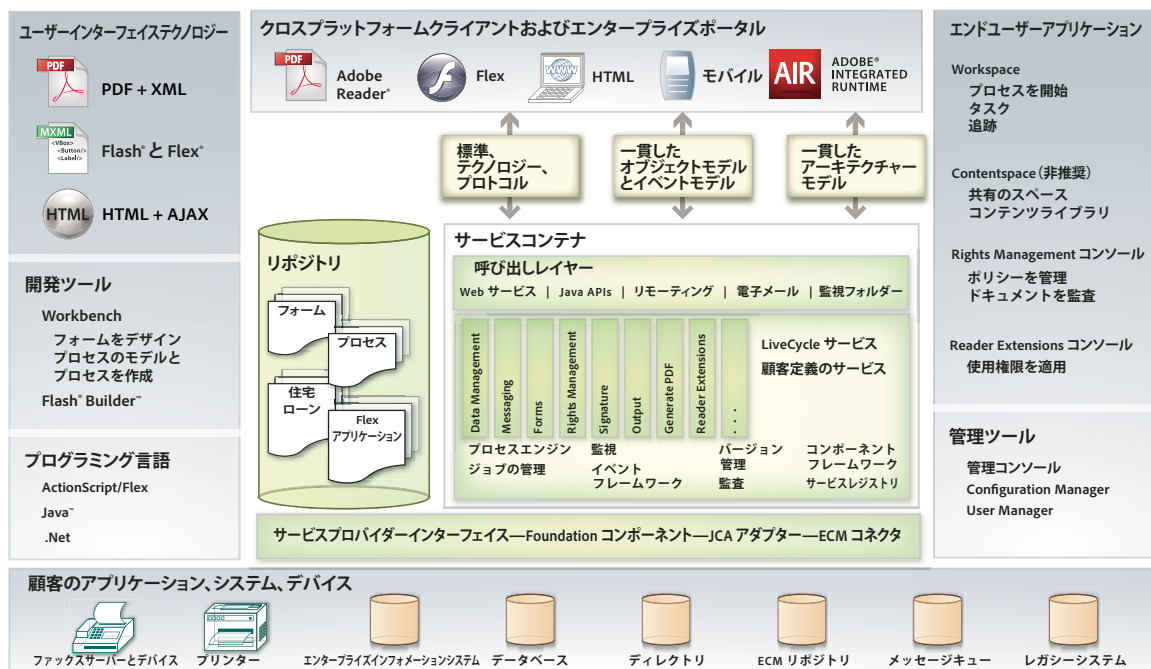 ユーザーインターフェイステクノロジー
PDF
PDF + XML
MXML
<VBox>
<Button/>
<Label/>
Flash® と Flex®
HTML
HTML + AJAX
開発ツール
Workbench
フォームをデザイン
プロセスのモデルと
プロセスを作成
Flash® Builder™
プログラミング言語
ActionScript/Flex
Java™
.Net
クロスプラットフォームクライアントおよびエンタープライズポータル
PDF
Adobe
Reader®
Flex
WWW
HTML
モバイル
AIR
ADOBE®
INTEGRATED
RUNTIME
標準、
テクノロジー、
プロトコル
一貫した
オブジェクトモデル
とイベントモデル
一貫した
アーキテクチャー
モデル
リポジトリ
フォーム
プロセス
住宅
ローン
Flex
アプリケーション
サービスコンテナ
呼び出しレイヤー
Web サービス | Java APIs | リモーティング | 電子メール | 監視フォルダー
Data Management
Messaging
Forms
Rights Management
Signature
Output
Generate PDF
Reader Extensions
. . .
LiveCycle サービス
顧客定義のサービス
プロセスエンジン
ジョブの管理
監視
イベント
フレームワーク
バージョン
管理
監査
コンポーネント
フレームワーク
サービスレジストリ
サービスプロバイダーインターフェイス—Foundation コンポーネント—JCA アダプター—ECM コネクタ
エンドユーザーアプリケーション
Workspace
プロセスを開始
タスク
追跡
Contentspace（非推奨）
共有のスペース
コンテンツライブラリ
Rights Management コンソール
ポリシーを管理
ドキュメントを監査
Reader Extensions コンソール
使用権限を適用
管理ツール
管理コンソール
Configuration Manager
User Manager
顧客のアプリケーション、システム、デバイス
ファックスサーバーとデバイス
プリンター
エンタープライズインフォメーションシステム
データベース
ディレクトリ
ECM リポジトリ
メッセージキュー
レガシーシステム